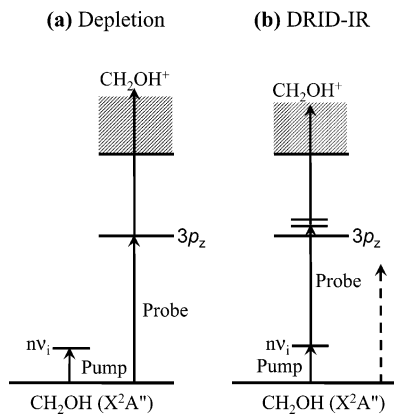 (a) Depletion
(b) DRID-IR
CH₂OH⁺
CH₂OH⁺
3pz
3pz
Probe
Probe
nνi
nνi
Pump
Pump
CH₂OH (X²A")
CH₂OH (X²A")